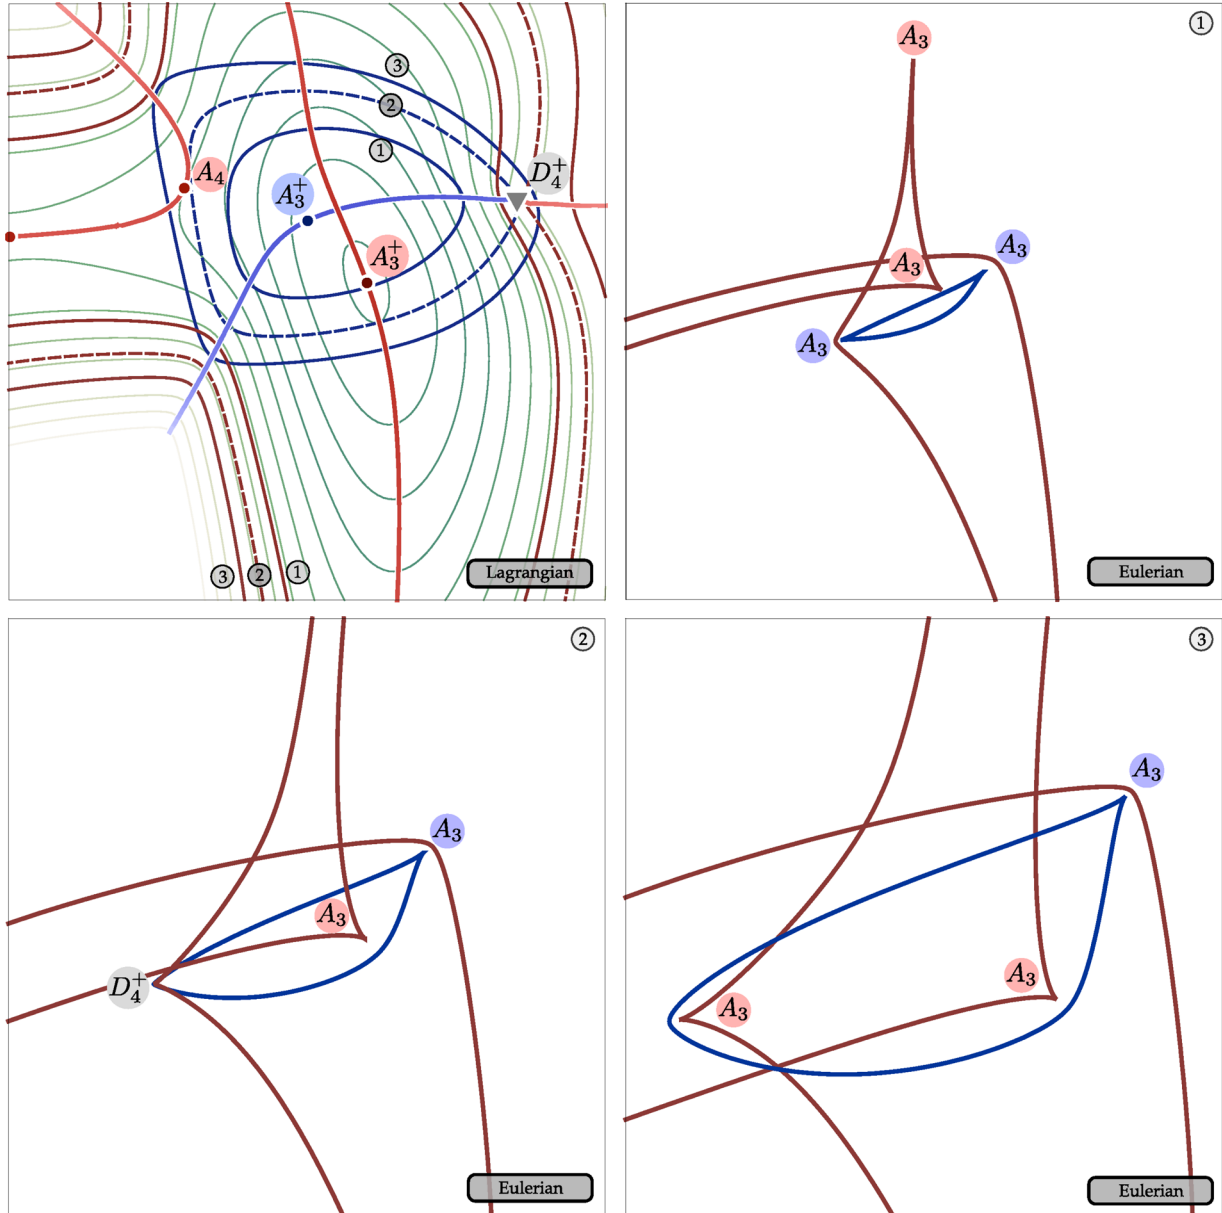 ③
②
①
D₄⁺
A₄
A₃⁺
A₃⁺
③ ② ①
Lagrangian
①
A₃
A₃
A₃
A₃
Eulerian
②
A₃
A₃
D₄⁺
Eulerian
③
A₃
A₃
A₃
Eulerian